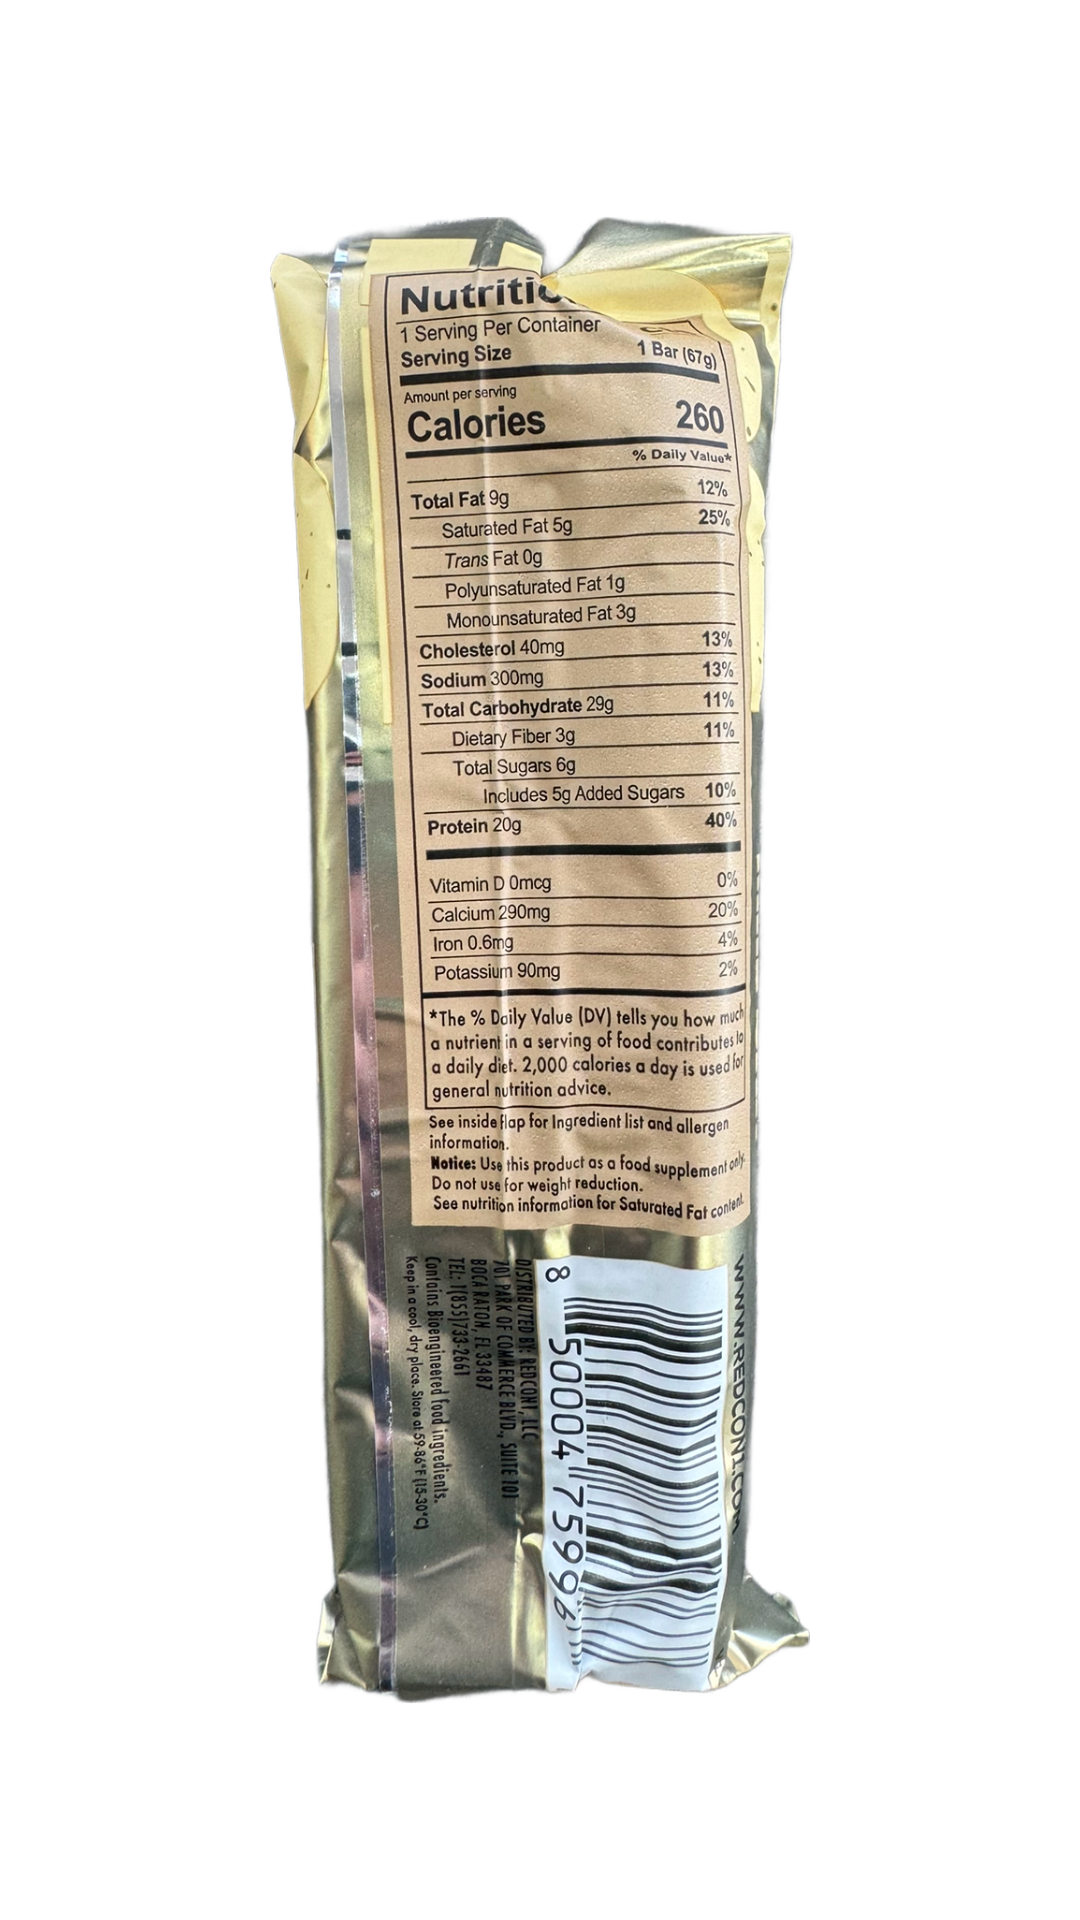 1 Serving Per Container
Serving Size 1 Bar (67g)
Amount per serving
Calories 260
% Daily Value*
Total Fat 9g 12%
Saturated Fat 5g 25%
Trans Fat 0g
Polyunsaturated Fat 1g
Monounsaturated Fat 3g
Cholesterol 40mg 13%
Sodium 300mg 13%
Total Carbohydrate 29g 11%
Dietary Fiber 3g 11%
Total Sugars 6g
Includes 5g Added Sugars 10%
Protein 20g 40%
Vitamin D 0mcg 0%
Calcium 290mg 20%
Iron 0.6mg 4%
Potassium 90mg 2%
*The % Daily Value (DV) tells you how much
a nutrient in a serving of food contributes to
a daily diet. 2,000 calories a day is used for
general nutrition advice.
See inside flap for Ingredient list and allergen
information.
Notice: Use this product as a food supplement only.
Do not use for weight reduction.
See nutrition information for Saturated Fat content.
WWW.REDCON1.COM
8 50004 75996
DISTRIBUTED BY: REDCON1, LLC
701 PARK OF COMMERCE BLVD., SUITE 101
BOCA RATON, FL 33487
TEL: 1(855)733-2661
Contains Bioengineered food ingredients.
Keep in a cool, dry place. Store at 59-86°F (15-30°C)